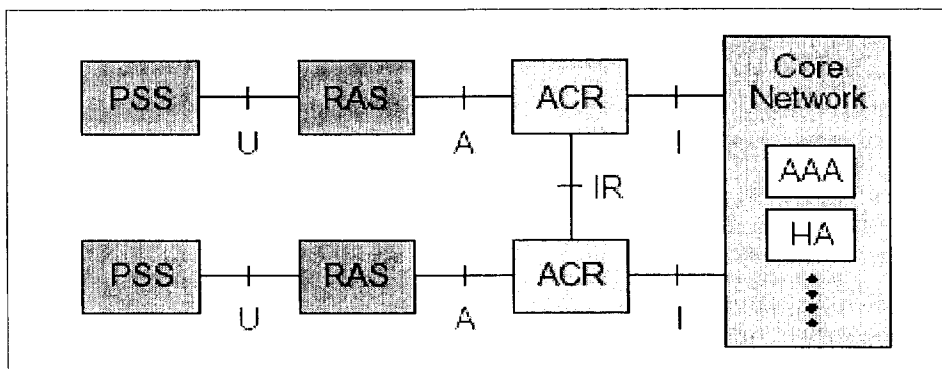 PSS
RAS
ACR
Core
Network
U
A
I
AAA
IR
HA
PSS
RAS
ACR
U
A
I